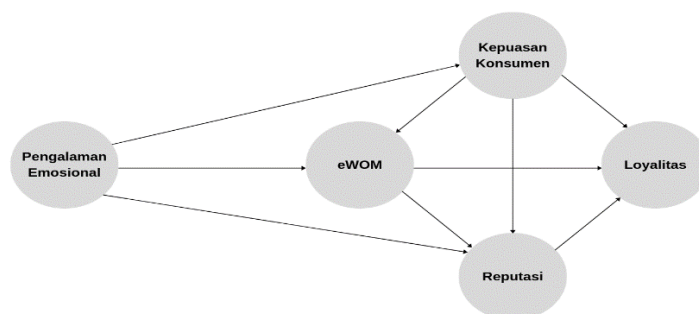 Kepuasan
Konsumen
Pengalaman
Emosional
eWOM
Loyalitas
Reputasi